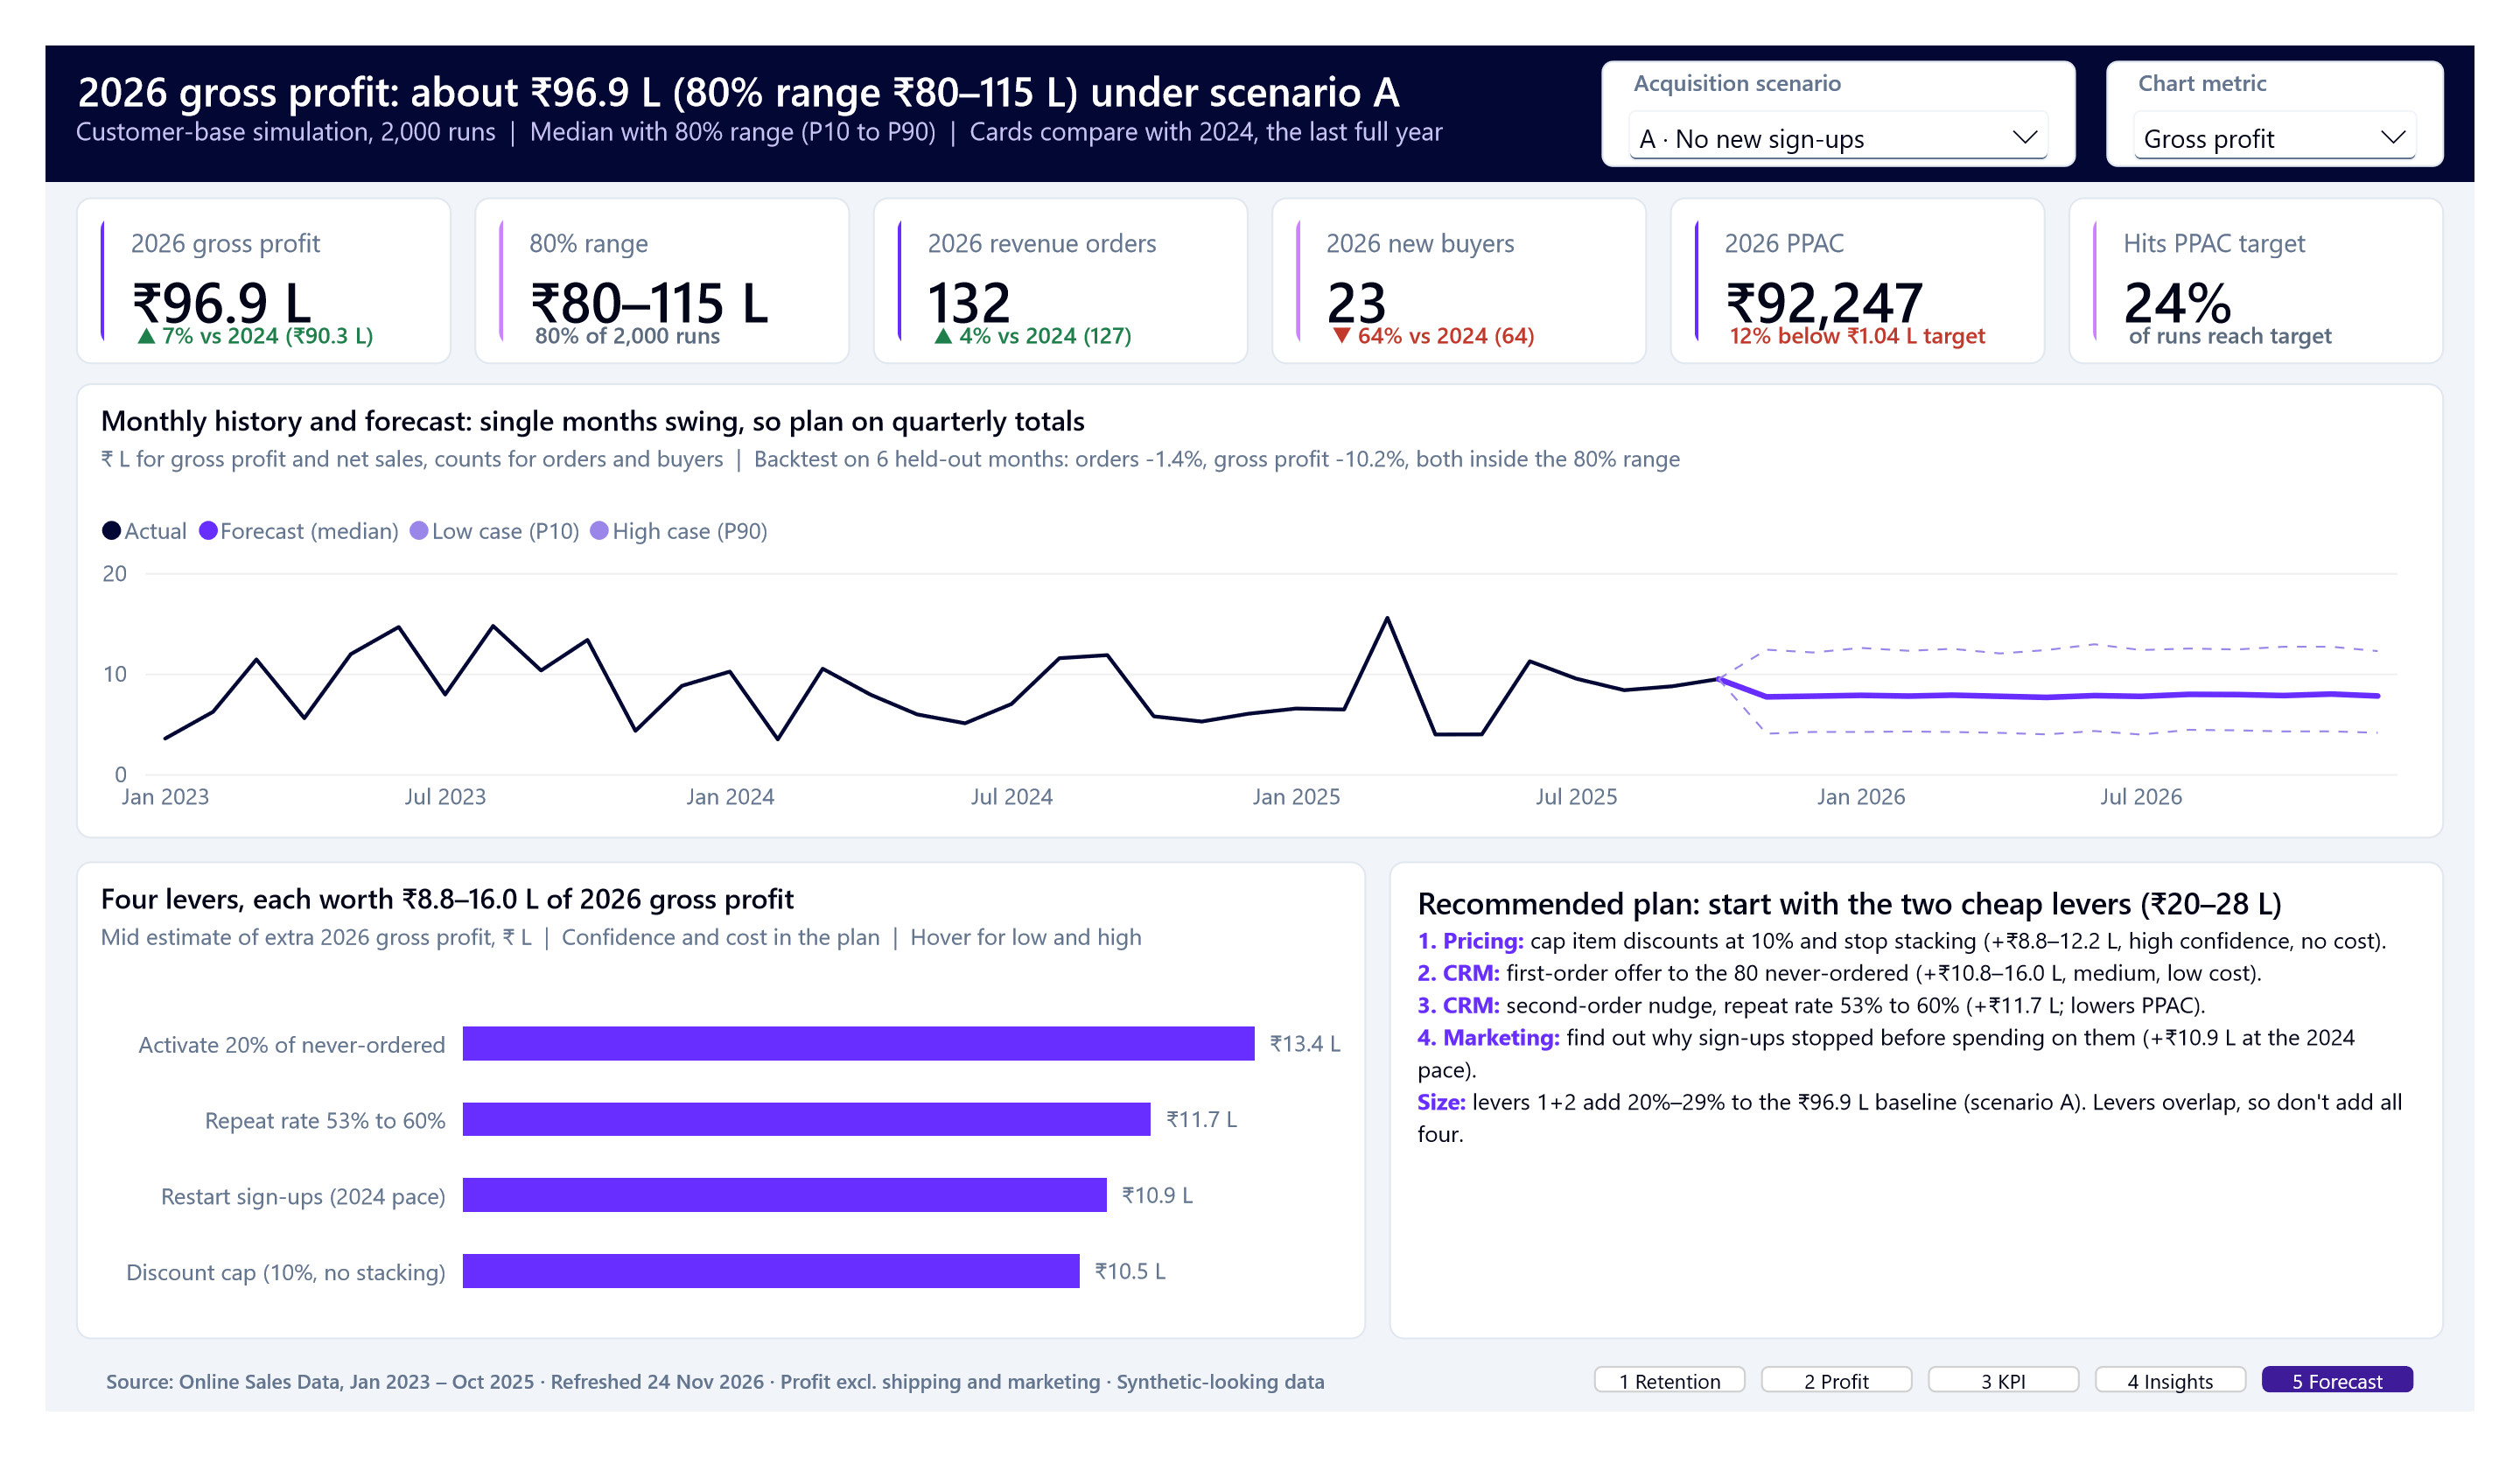 2026 gross profit: about ₹96.9 L (80% range ₹80–115 L) under scenario A
Customer-base simulation, 2,000 runs | Median with 80% range (P10 to P90) | Cards compare with 2024, the last full year
Acquisition scenario
A · No new sign-ups
Chart metric
Gross profit
2026 gross profit
₹96.9 L
▲ 7% vs 2024 (₹90.3 L)
80% range
₹80–115 L
80% of 2,000 runs
2026 revenue orders
132
▲ 4% vs 2024 (127)
2026 new buyers
23
▼ 64% vs 2024 (64)
2026 PPAC
₹92,247
12% below ₹1.04 L target
Hits PPAC target
24%
of runs reach target
Monthly history and forecast: single months swing, so plan on quarterly totals
₹ L for gross profit and net sales, counts for orders and buyers | Backtest on 6 held-out months: orders -1.4%, gross profit -10.2%, both inside the 80% range
Actual Forecast (median) Low case (P10) High case (P90)
20
10
0
Jan 2023 Jul 2023 Jan 2024 Jul 2024 Jan 2025 Jul 2025 Jan 2026 Jul 2026
Four levers, each worth ₹8.8–16.0 L of 2026 gross profit
Mid estimate of extra 2026 gross profit, ₹ L | Confidence and cost in the plan | Hover for low and high
Activate 20% of never-ordered ₹13.4 L
Repeat rate 53% to 60% ₹11.7 L
Restart sign-ups (2024 pace) ₹10.9 L
Discount cap (10%, no stacking) ₹10.5 L
Recommended plan: start with the two cheap levers (₹20–28 L)
1. Pricing: cap item discounts at 10% and stop stacking (+₹8.8–12.2 L, high confidence, no cost).
2. CRM: first-order offer to the 80 never-ordered (+₹10.8–16.0 L, medium, low cost).
3. CRM: second-order nudge, repeat rate 53% to 60% (+₹11.7 L; lowers PPAC).
4. Marketing: find out why sign-ups stopped before spending on them (+₹10.9 L at the 2024
pace).
Size: levers 1+2 add 20%–29% to the ₹96.9 L baseline (scenario A). Levers overlap, so don't add all
four.
Source: Online Sales Data, Jan 2023 – Oct 2025 · Refreshed 24 Nov 2026 · Profit excl. shipping and marketing · Synthetic-looking data
1 Retention 2 Profit 3 KPI 4 Insights 5 Forecast